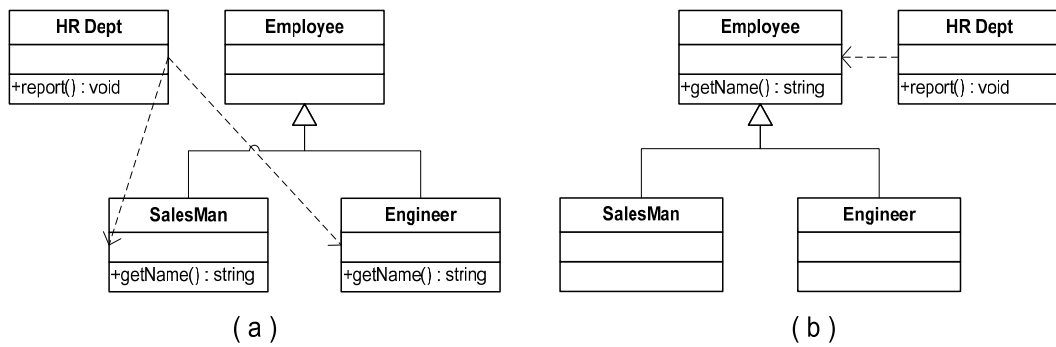 HR Dept
+report() : void
Employee
SalesMan
+getName() : string
Engineer
+getName() : string
( a )
Employee
+getName() : string
HR Dept
+report() : void
SalesMan
Engineer
( b )